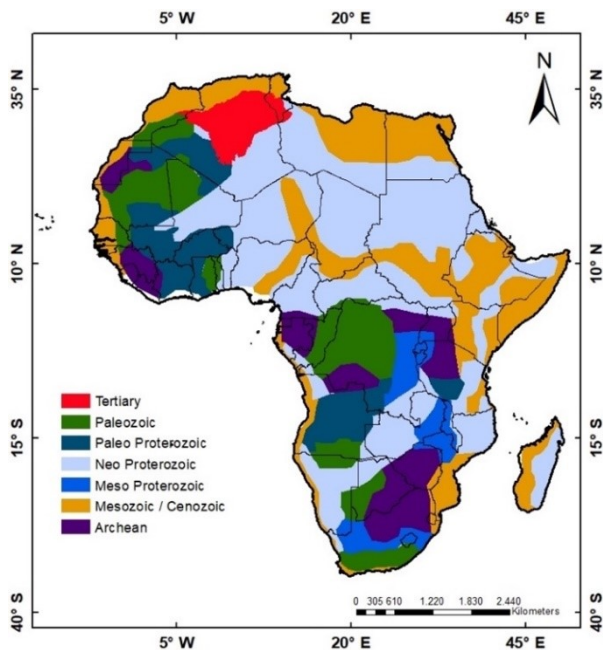 5° W 20° E 45° E
35° N 35° N
N
10° N 10° N
Tertiary
Paleozoic
Paleo Proterozoic
Neo Proterozoic
Meso Proterozoic
Mesozoic / Cenozoic
Archean
15° S 15° S
0 305 610 1.220 1.830 2.440
Kilometers
40° S 40° S
5° W 20° E 45° E